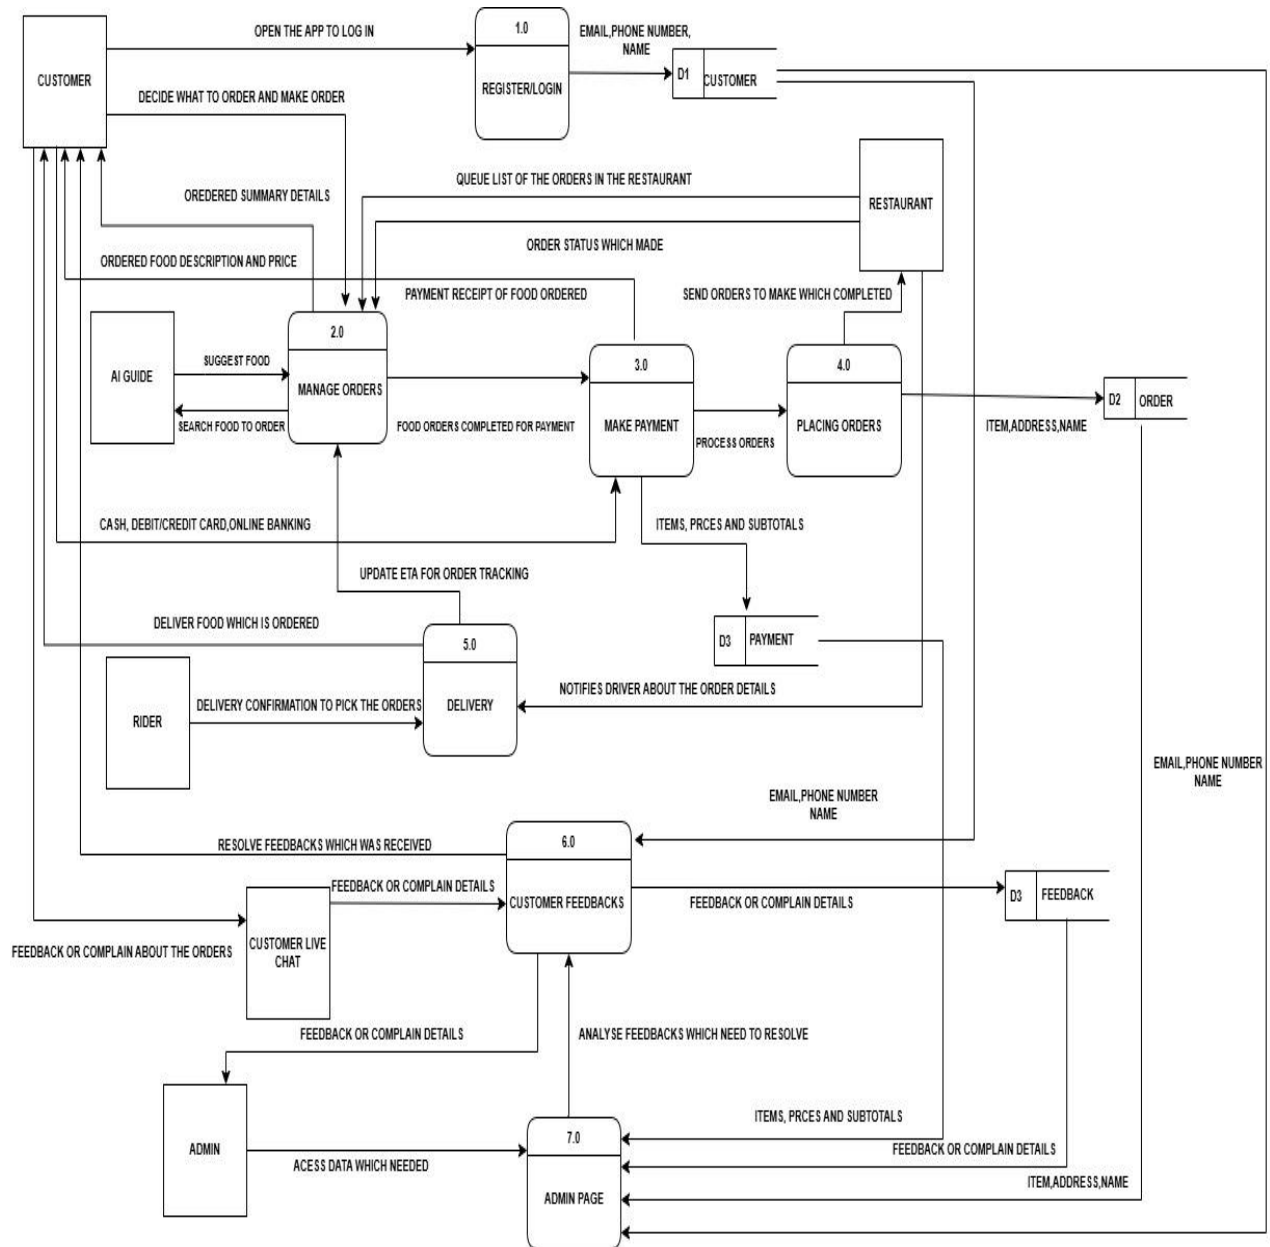 OPEN THE APP TO LOG IN
1.0
EMAIL,PHONE NUMBER,
NAME
CUSTOMER
REGISTER/LOGIN
D1
CUSTOMER
DECIDE WHAT TO ORDER AND MAKE ORDER
QUEUE LIST OF THE ORDERS IN THE RESTAURANT
OREDERED SUMMARY DETAILS
RESTAURANT
ORDER STATUS WHICH MADE
ORDERED FOOD DESCRIPTION AND PRICE
PAYMENT RECEIPT OF FOOD ORDERED
SEND ORDERS TO MAKE WHICH COMPLETED
2.0
AI GUIDE
SUGGEST FOOD
MANAGE ORDERS
SEARCH FOOD TO ORDER
FOOD ORDERS COMPLETED FOR PAYMENT
3.0
MAKE PAYMENT
PROCESS ORDERS
4.0
PLACING ORDERS
ITEM,ADDRESS,NAME
D2
ORDER
CASH, DEBIT/CREDIT CARD,ONLINE BANKING
ITEMS, PRCES AND SUBTOTALS
UPDATE ETA FOR ORDER TRACKING
DELIVER FOOD WHICH IS ORDERED
5.0
D3
PAYMENT
RIDER
DELIVERY CONFIRMATION TO PICK THE ORDERS
DELIVERY
NOTIFIES DRIVER ABOUT THE ORDER DETAILS
EMAIL,PHONE NUMBER
NAME
EMAIL,PHONE NUMBER
NAME
RESOLVE FEEDBACKS WHICH WAS RECEIVED
6.0
FEEDBACK OR COMPLAIN DETAILS
CUSTOMER FEEDBACKS
FEEDBACK OR COMPLAIN DETAILS
D3
FEEDBACK
FEEDBACK OR COMPLAIN ABOUT THE ORDERS
CUSTOMER LIVE
CHAT
FEEDBACK OR COMPLAIN DETAILS
ANALYSE FEEDBACKS WHICH NEED TO RESOLVE
ADMIN
ACESS DATA WHICH NEEDED
7.0
ADMIN PAGE
ITEMS, PRCES AND SUBTOTALS
FEEDBACK OR COMPLAIN DETAILS
ITEM,ADDRESS,NAME